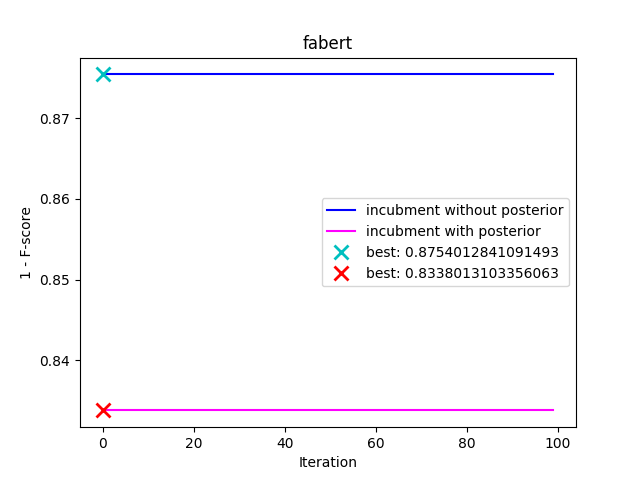 fabert
1 - F-score
0.87
0.86
0.85
0.84
incubment without posterior
incubment with posterior
best: 0.8754012841091493
best: 0.8338013103356063
0 20 40 60 80 100
Iteration